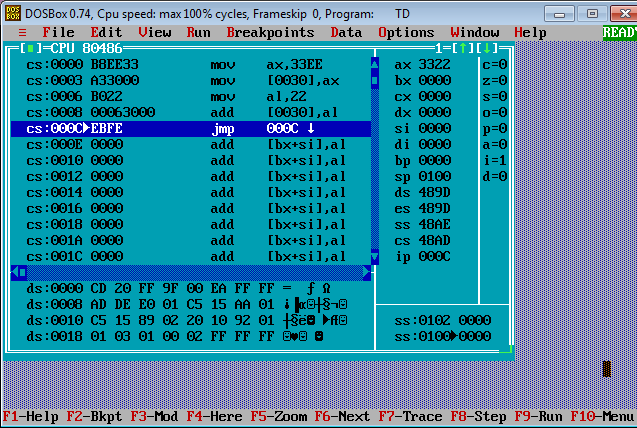 DOSBox 0.74, Cpu speed: max 100% cycles, Frameskip 0, Program: TD
≡ File Edit View Run Breakpoints Data Options Window Help READY
[■]=CPU 80486 1=[↑][↓]
cs:0000 B8EE33 mov ax,33EE ax 3322 c=0
cs:0003 A33000 mov [0030],ax bx 0000 z=0
cs:0006 B022 mov al,22 cx 0000 s=0
cs:0008 00063000 add [0030],al dx 0000 o=0
cs:000C►EBFE jmp 000C ↓ si 0000 p=0
cs:000E 0000 add [bx+si],al di 0000 a=0
cs:0010 0000 add [bx+si],al bp 0000 i=1
cs:0012 0000 add [bx+si],al sp 0100 d=0
cs:0014 0000 add [bx+si],al ds 489D
cs:0016 0000 add [bx+si],al es 489D
cs:0018 0000 add [bx+si],al ss 48AE
cs:001A 0000 add [bx+si],al cs 48AD
cs:001C 0000 add [bx+si],al ip 000C
ds:0000 CD 20 FF 9F 00 EA FF FF = ƒ Ω
ds:0008 AD DE E0 01 C5 15 AA 01 ¡▐α☺┼§¬☺
ds:0010 C5 15 89 02 20 10 92 01 ┼§ë☻ ►Æ☺ ss:0102 0000
ds:0018 01 03 01 00 02 FF FF FF ☺♥☺ ☻ ss:0100►0000
F1-Help F2-Bkpt F3-Mod F4-Here F5-Zoom F6-Next F7-Trace F8-Step F9-Run F10-Menu